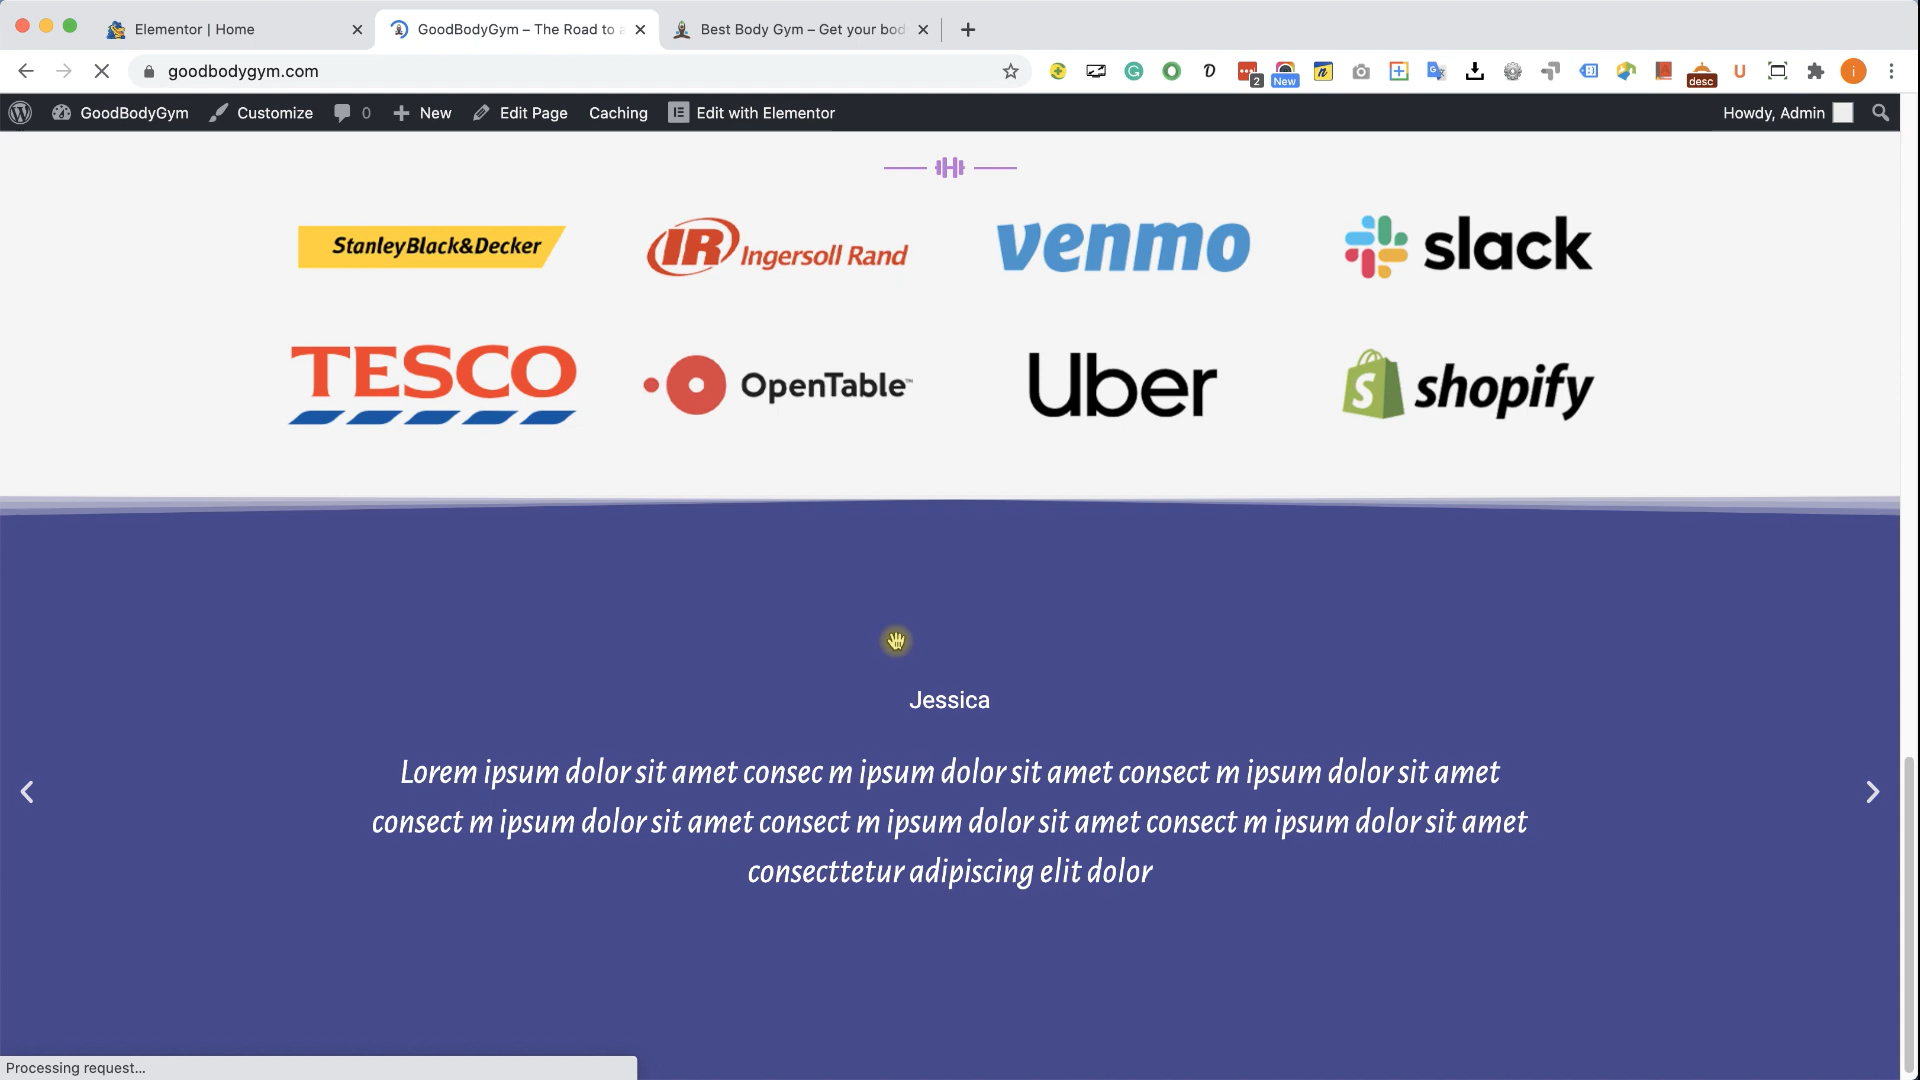 Elementor | Home
GoodBodyGym – The Road to a
Best Body Gym – Get your bod
goodbodygym.com
2
New
desc
i
GoodBodyGym
Customize
0
New
Edit Page
Caching
Edit with Elementor
Howdy, Admin
StanleyBlack&Decker
IR Ingersoll Rand
venmo
slack
TESCO
OpenTable™
Uber
shopify
Jessica
Lorem ipsum dolor sit amet consec m ipsum dolor sit amet consect m ipsum dolor sit amet
consect m ipsum dolor sit amet consect m ipsum dolor sit amet consect m ipsum dolor sit amet
consecttetur adipiscing elit dolor
Processing request...